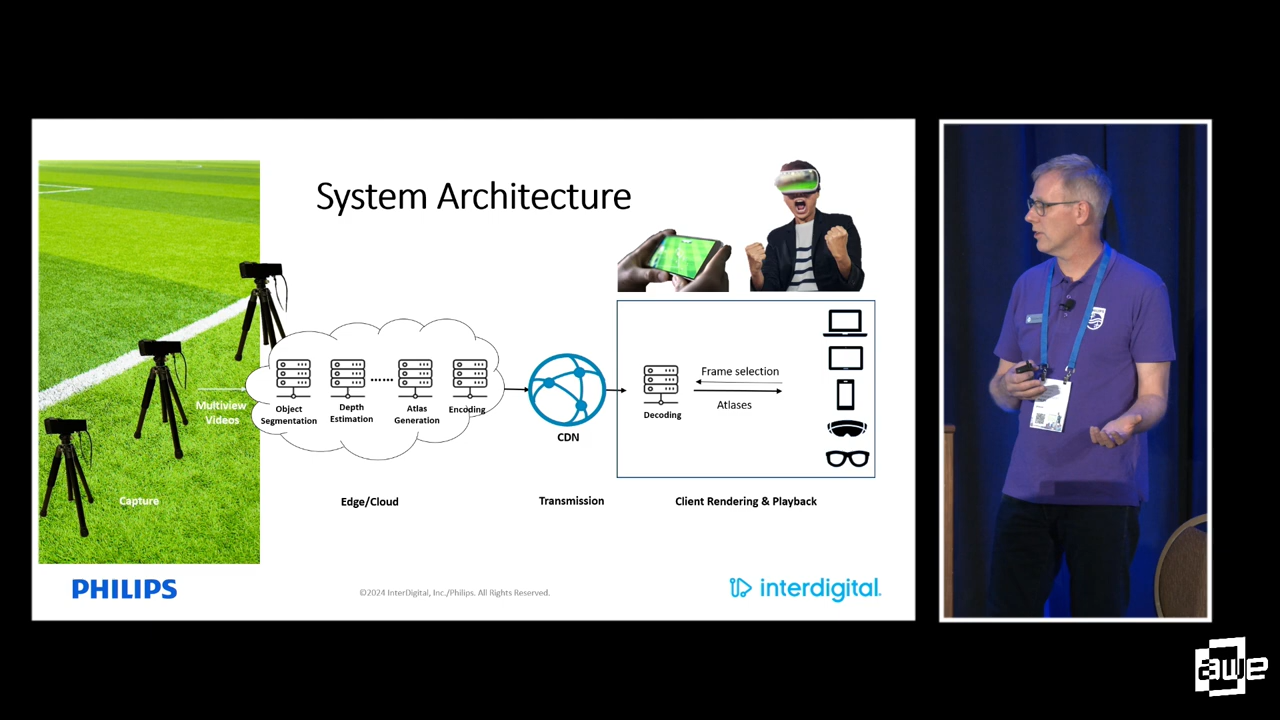 System Architecture
Multiview
Videos
Capture
Object
Segmentation
Depth
Estimation
Atlas
Generation
Encoding
Edge/Cloud
CDN
Transmission
Decoding
Frame selection
Atlases
Client Rendering & Playback
PHILIPS
©2024 InterDigital, Inc./Philips. All Rights Reserved.
interdigital.
awe